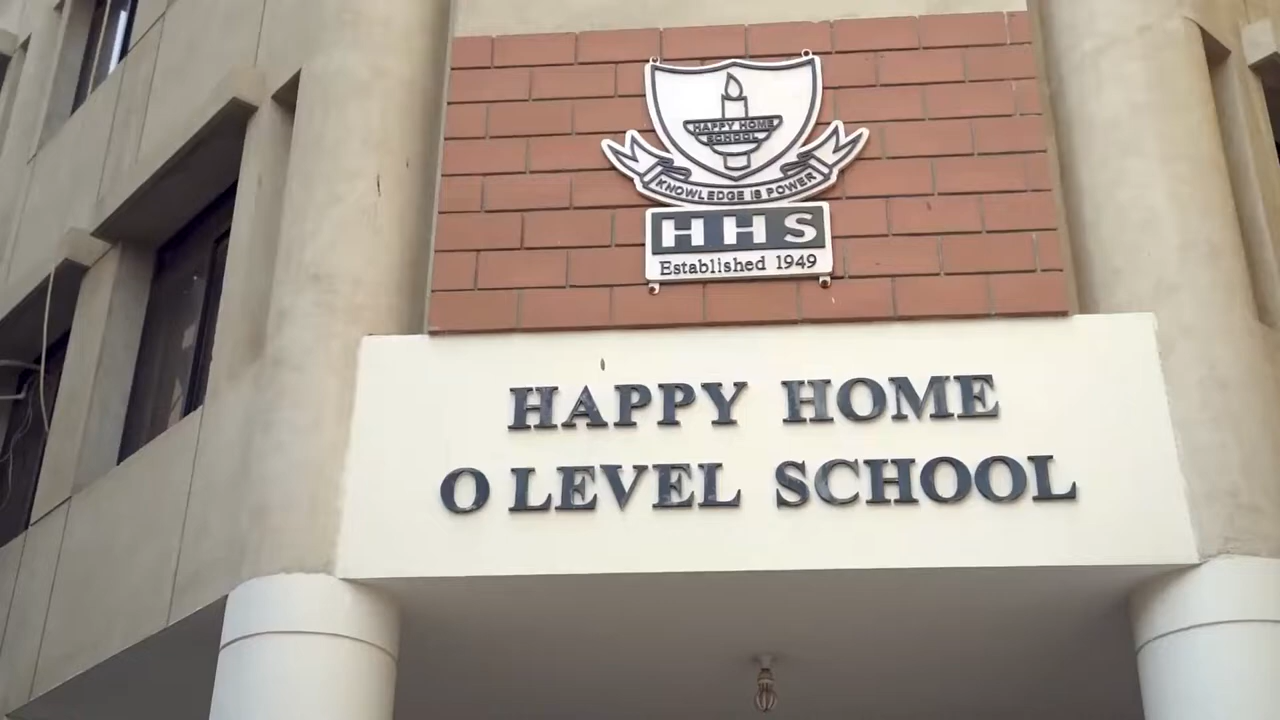 HAPPY HOME
SCHOOL
KNOWLEDGE IS POWER
HHS
Established 1949
HAPPY HOME
O LEVEL SCHOOL